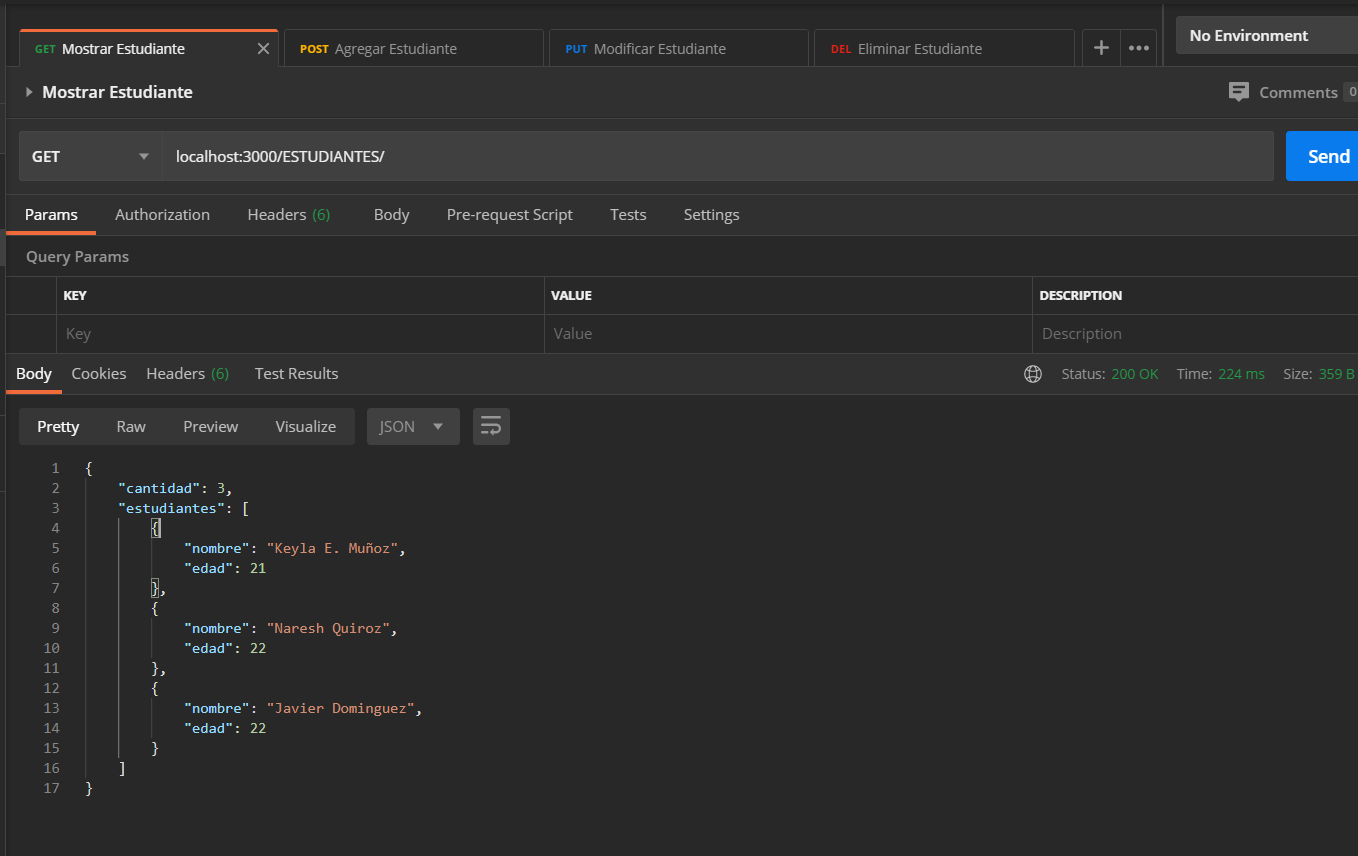 GET Mostrar Estudiante POST Agregar Estudiante PUT Modificar Estudiante DEL Eliminar Estudiante No Environment
Mostrar Estudiante Comments 0
GET localhost:3000/ESTUDIANTES/ Send
Params Authorization Headers (6) Body Pre-request Script Tests Settings
Query Params
KEY VALUE DESCRIPTION
Key Value Description
Body Cookies Headers (6) Test Results Status: 200 OK Time: 224 ms Size: 359 B
Pretty Raw Preview Visualize JSON
1 {
2 "cantidad": 3,
3 "estudiantes": [
4 {
5 "nombre": "Keyla E. Muñoz",
6 "edad": 21
7 },
8 {
9 "nombre": "Naresh Quiroz",
10 "edad": 22
11 },
12 {
13 "nombre": "Javier Dominguez",
14 "edad": 22
15 }
16 ]
17 }